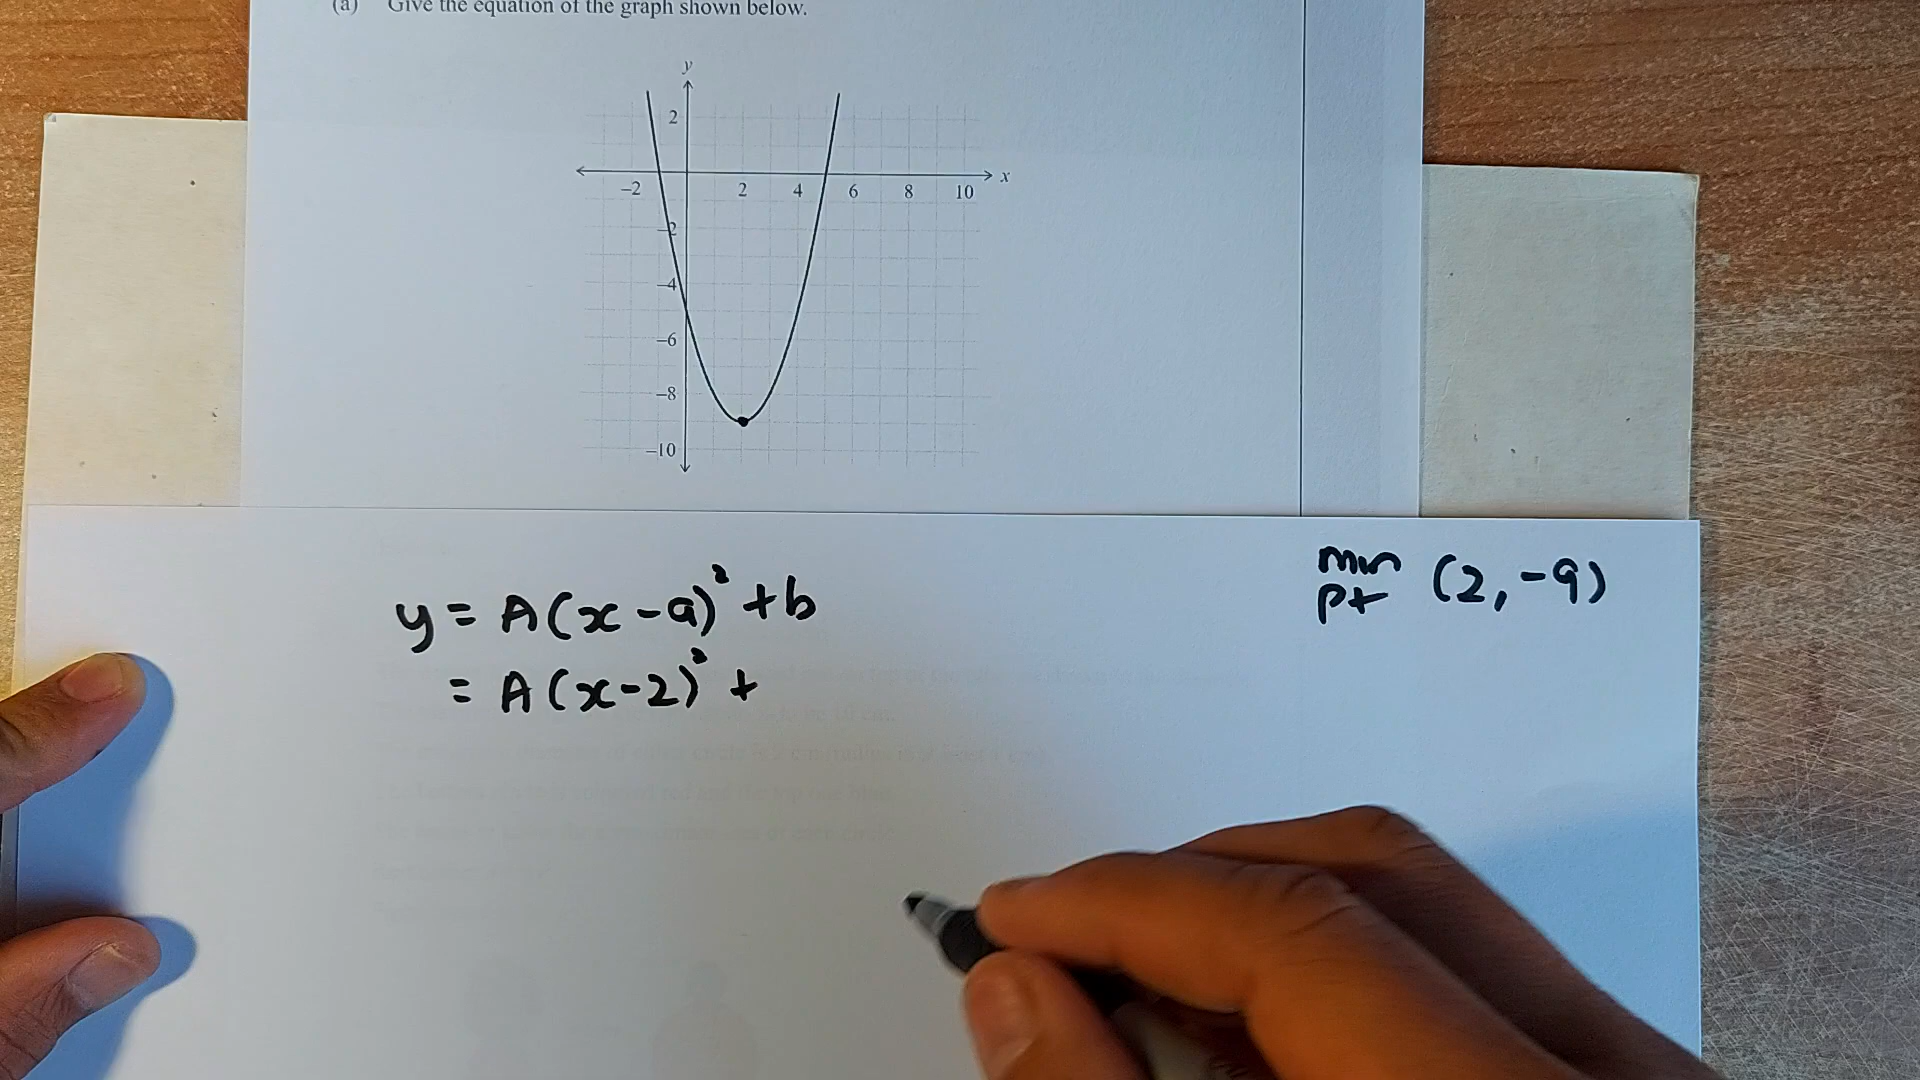 (a) Give the equation of the graph shown below.
y
2
x
-2 2 4 6 8 10
-2
-4
-6
-8
-10
min
pt (2, -9)
y = A(x - a)² + b
= A(x - 2)² +